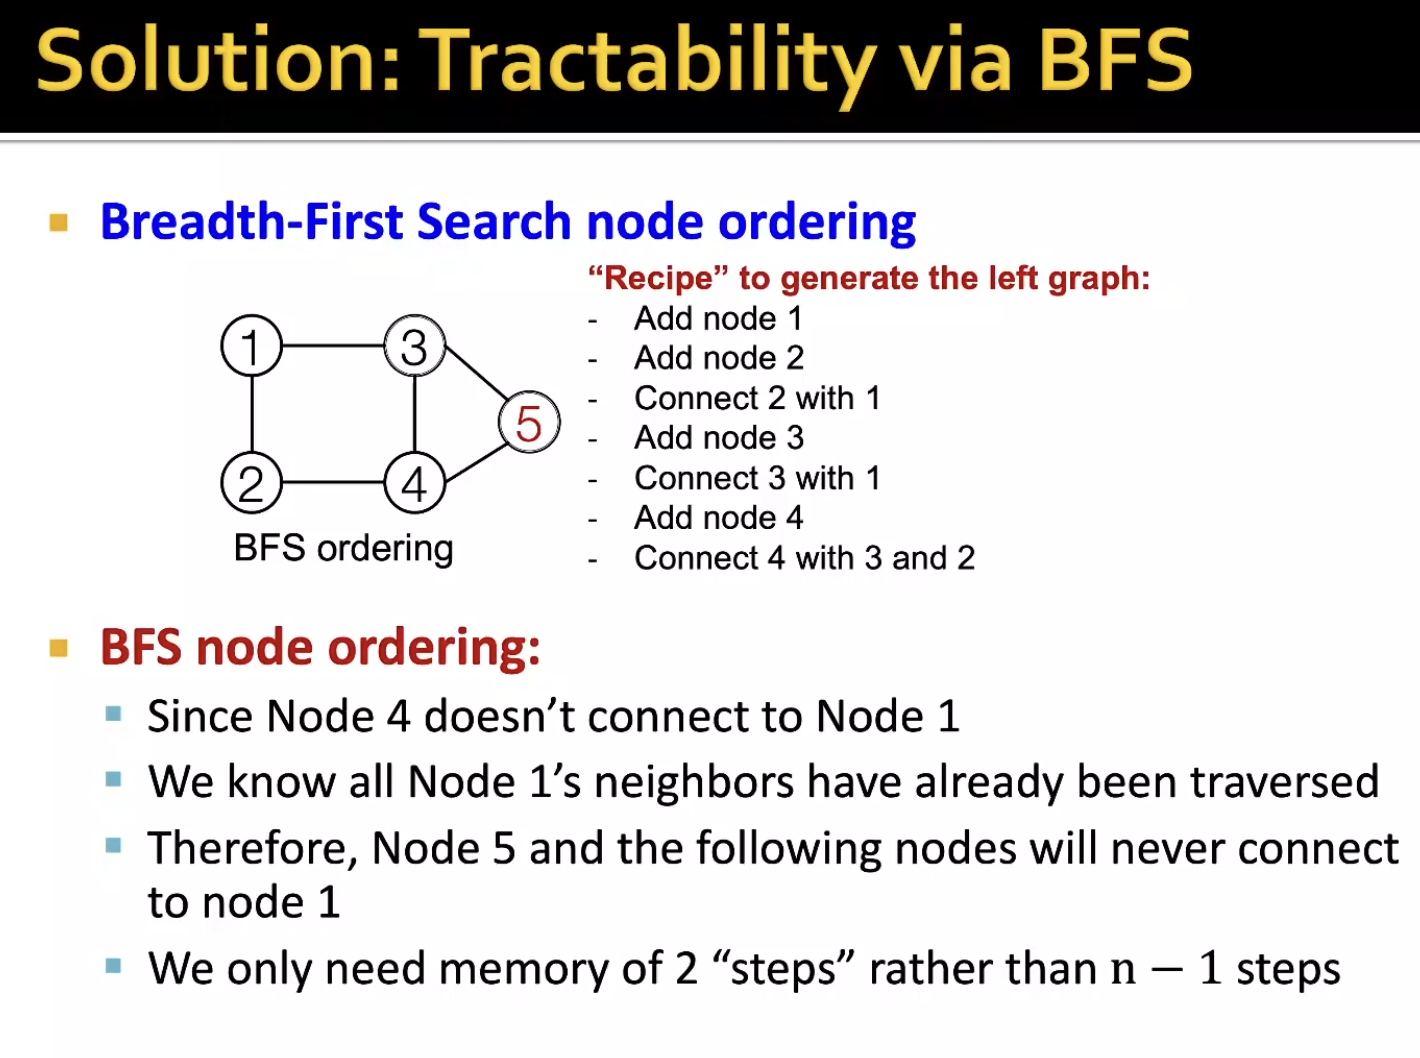 Solution: Tractability via BFS
Breadth-First Search node ordering
“Recipe” to generate the left graph:
- Add node 1
- Add node 2
- Connect 2 with 1
- Add node 3
- Connect 3 with 1
- Add node 4
- Connect 4 with 3 and 2
1
3
5
2
4
BFS ordering
BFS node ordering:
Since Node 4 doesn’t connect to Node 1
We know all Node 1’s neighbors have already been traversed
Therefore, Node 5 and the following nodes will never connect
to node 1
We only need memory of 2 “steps” rather than n − 1 steps